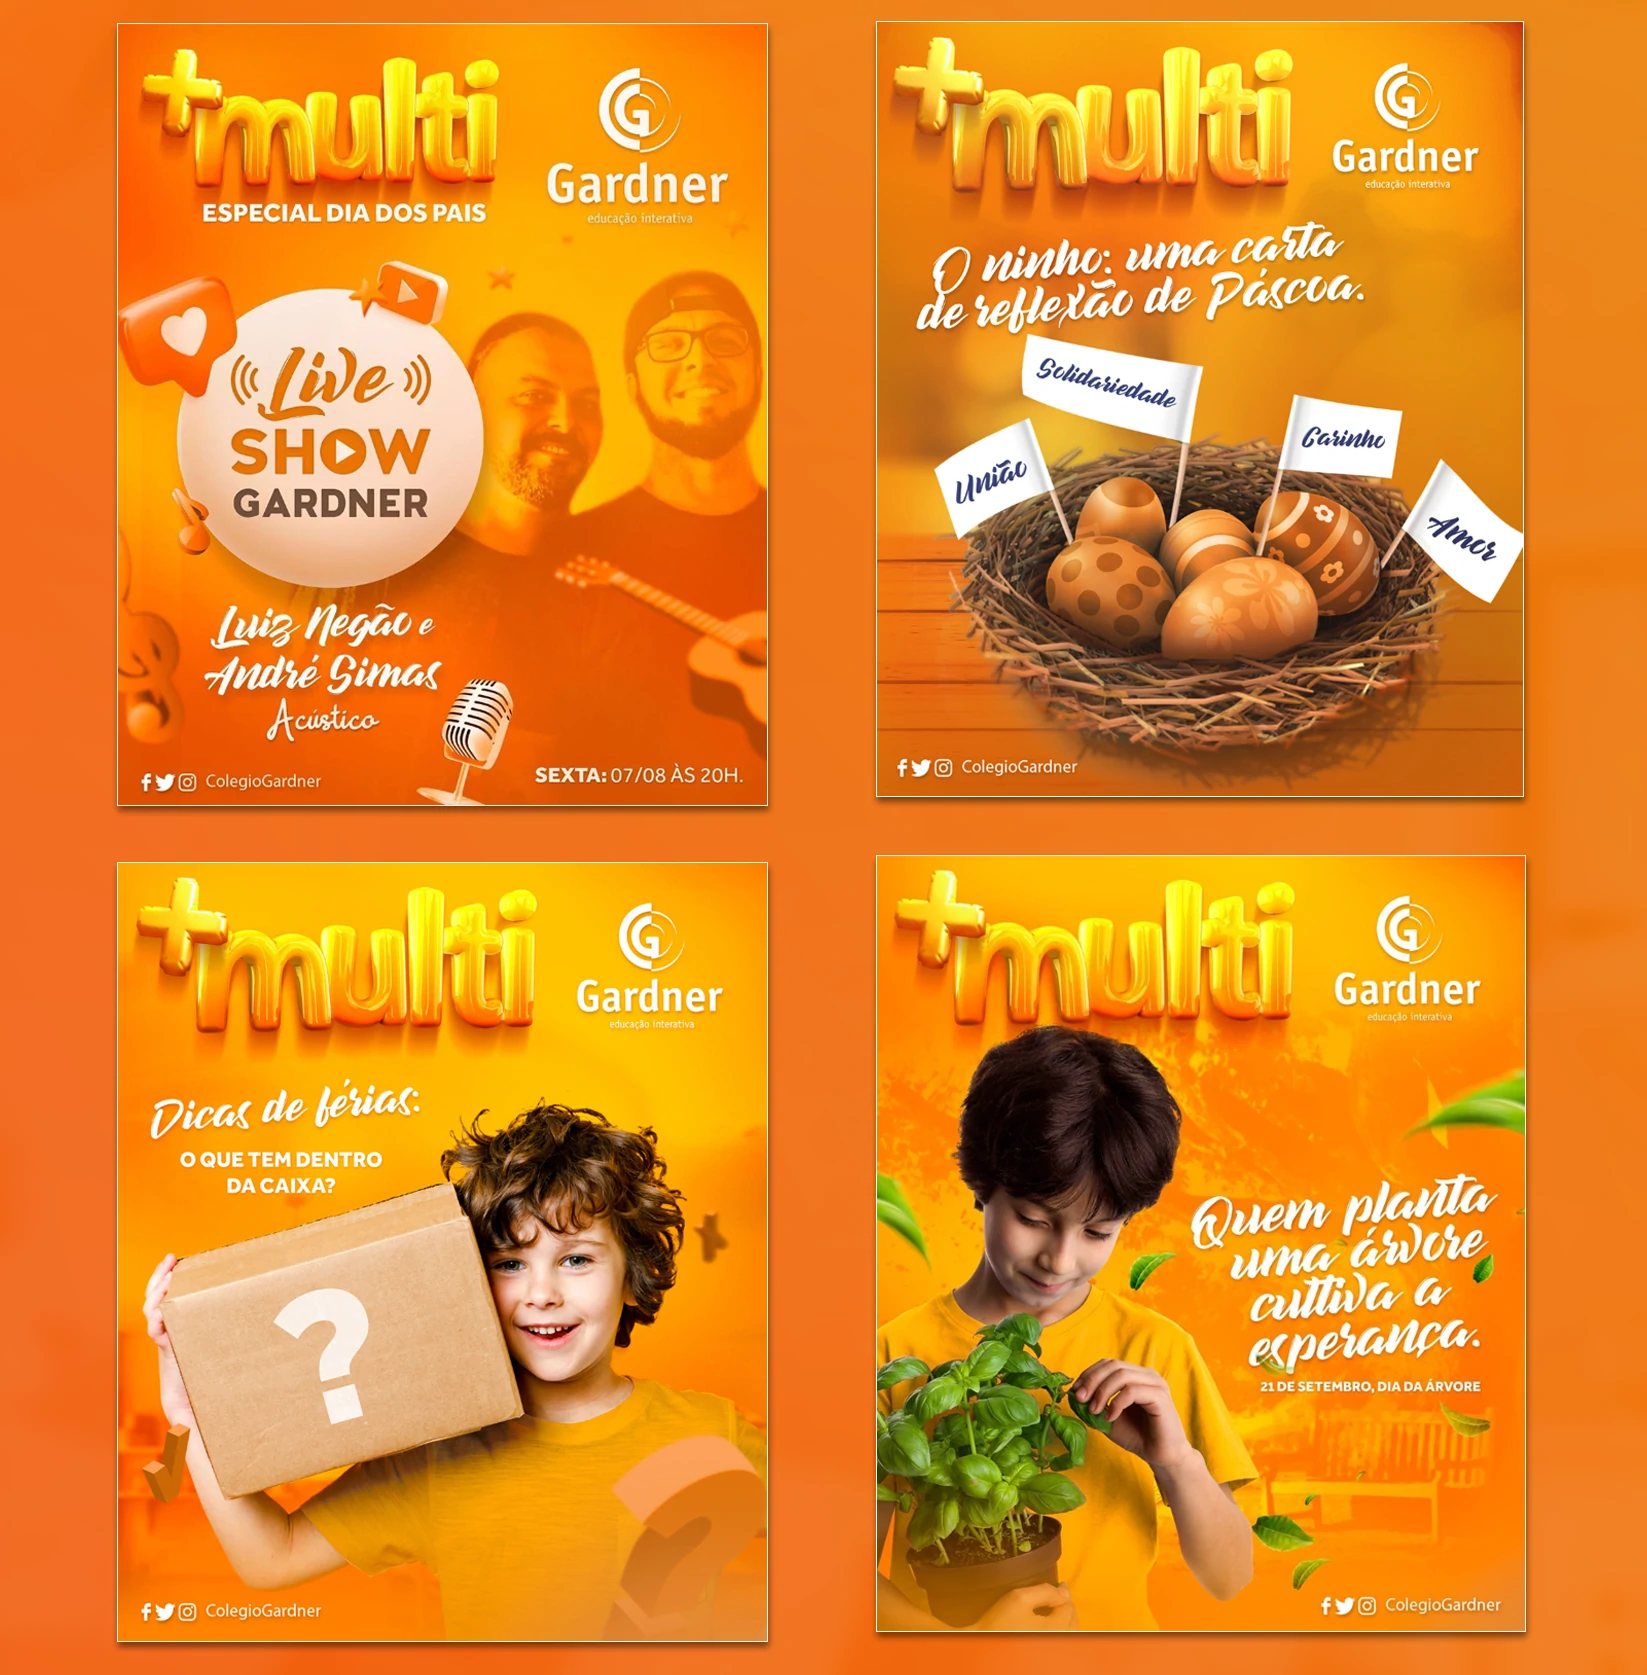 +multi
ESPECIAL DIA DOS PAIS
G
Gardner
educação interativa
Live
SHOW
GARDNER
Luiz Negão e
André Simas
Acústico
ColegioGardner
SEXTA: 07/08 ÀS 20H.
+multi
G
Gardner
educação interativa
O ninho: uma carta
de reflexão de Páscoa.
Solidariedade
Carinho
União
Amor
ColegioGardner
+multi
G
Gardner
educação interativa
Dicas de férias:
O QUE TEM DENTRO
DA CAIXA?
?
ColegioGardner
+multi
G
Gardner
educação interativa
Quem planta
uma árvore
cultiva a
esperança.
21 DE SETEMBRO, DIA DA ÁRVORE
ColegioGardner